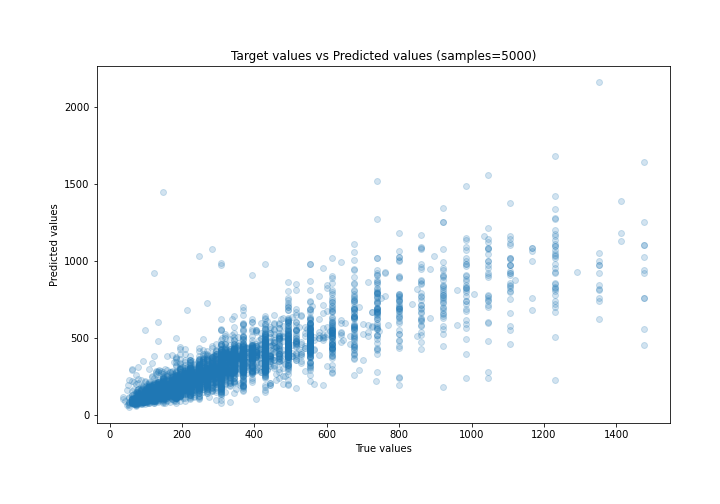 Target values vs Predicted values (samples=5000)
2000
1500
1000
500
0
Predicted values
0 200 400 600 800 1000 1200 1400
True values